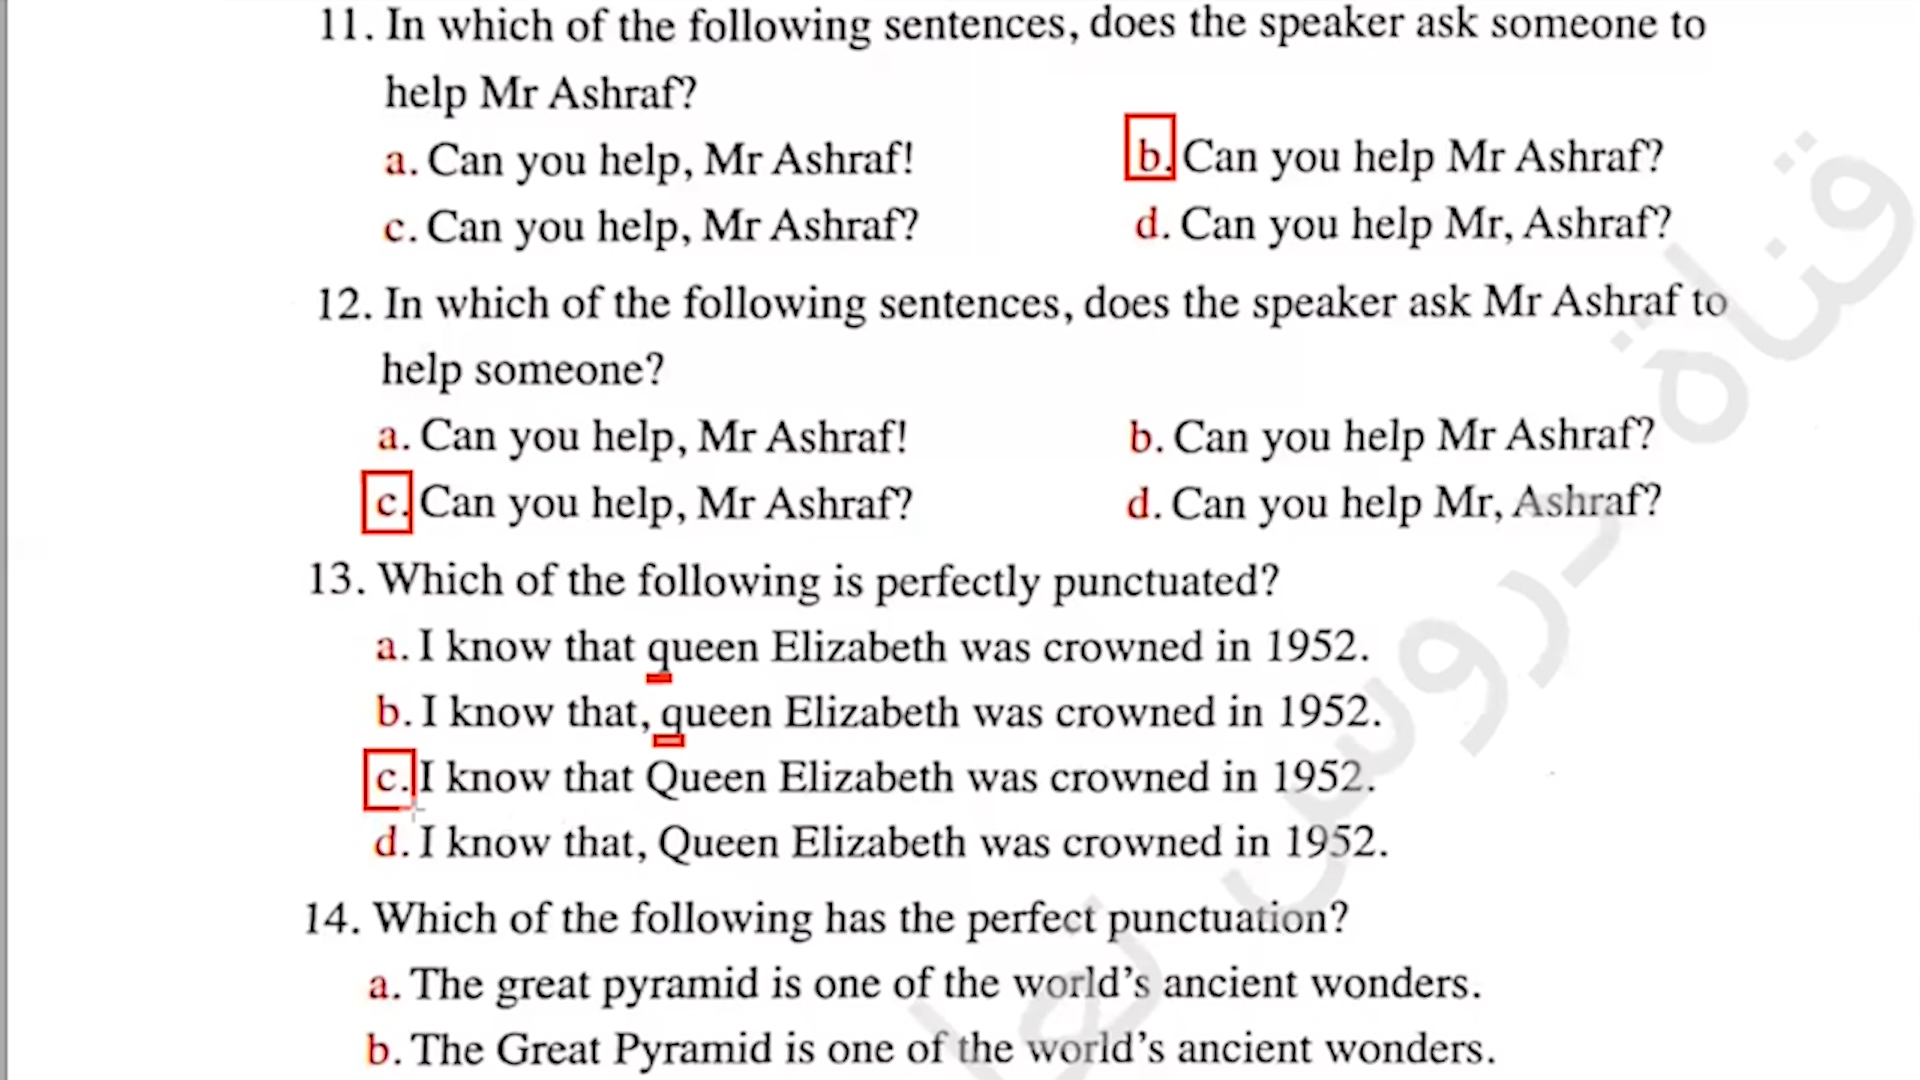 11. In which of the following sentences, does the speaker ask someone to
help Mr Ashraf?
a. Can you help, Mr Ashraf!
b. Can you help Mr Ashraf?
c. Can you help, Mr Ashraf?
d. Can you help Mr, Ashraf?
12. In which of the following sentences, does the speaker ask Mr Ashraf to
help someone?
a. Can you help, Mr Ashraf!
b. Can you help Mr Ashraf?
c. Can you help, Mr Ashraf?
d. Can you help Mr, Ashraf?
13. Which of the following is perfectly punctuated?
a. I know that queen Elizabeth was crowned in 1952.
b. I know that, queen Elizabeth was crowned in 1952.
c. I know that Queen Elizabeth was crowned in 1952.
d. I know that, Queen Elizabeth was crowned in 1952.
14. Which of the following has the perfect punctuation?
a. The great pyramid is one of the world's ancient wonders.
b. The Great Pyramid is one of the world's ancient wonders.
قناة